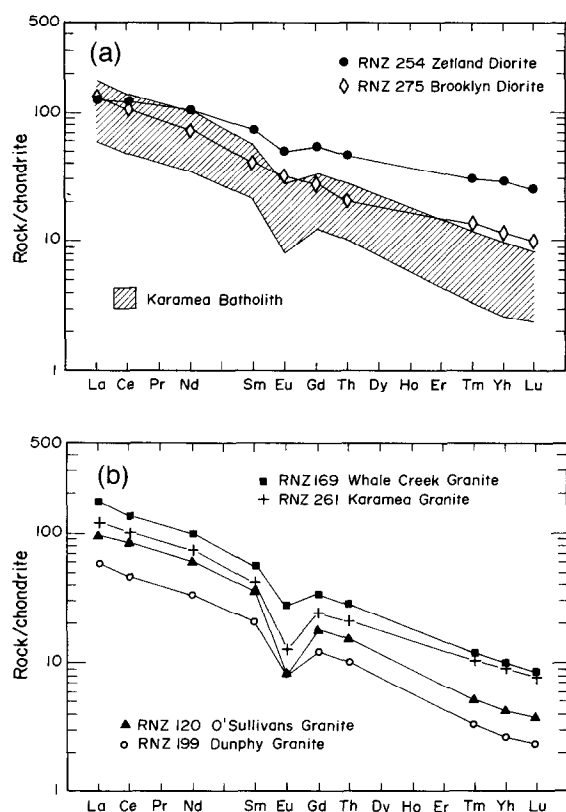 500
(a)
RNZ 254 Zetland Diorite
RNZ 275 Brooklyn Diorite
100
Rock/chondrite
10
Karamea Batholith
1
La Ce Pr Nd Sm Eu Gd Th Dy Ho Er Tm Yh Lu
500
(b)
RNZ 169 Whale Creek Granite
RNZ 261 Karamea Granite
100
Rock/chondrite
10
RNZ 120 O'Sullivans Granite
RNZ 199 Dunphy Granite
1
La Ce Pr Nd Sm Eu Gd Th Dy Ho Er Tm Yh Lu